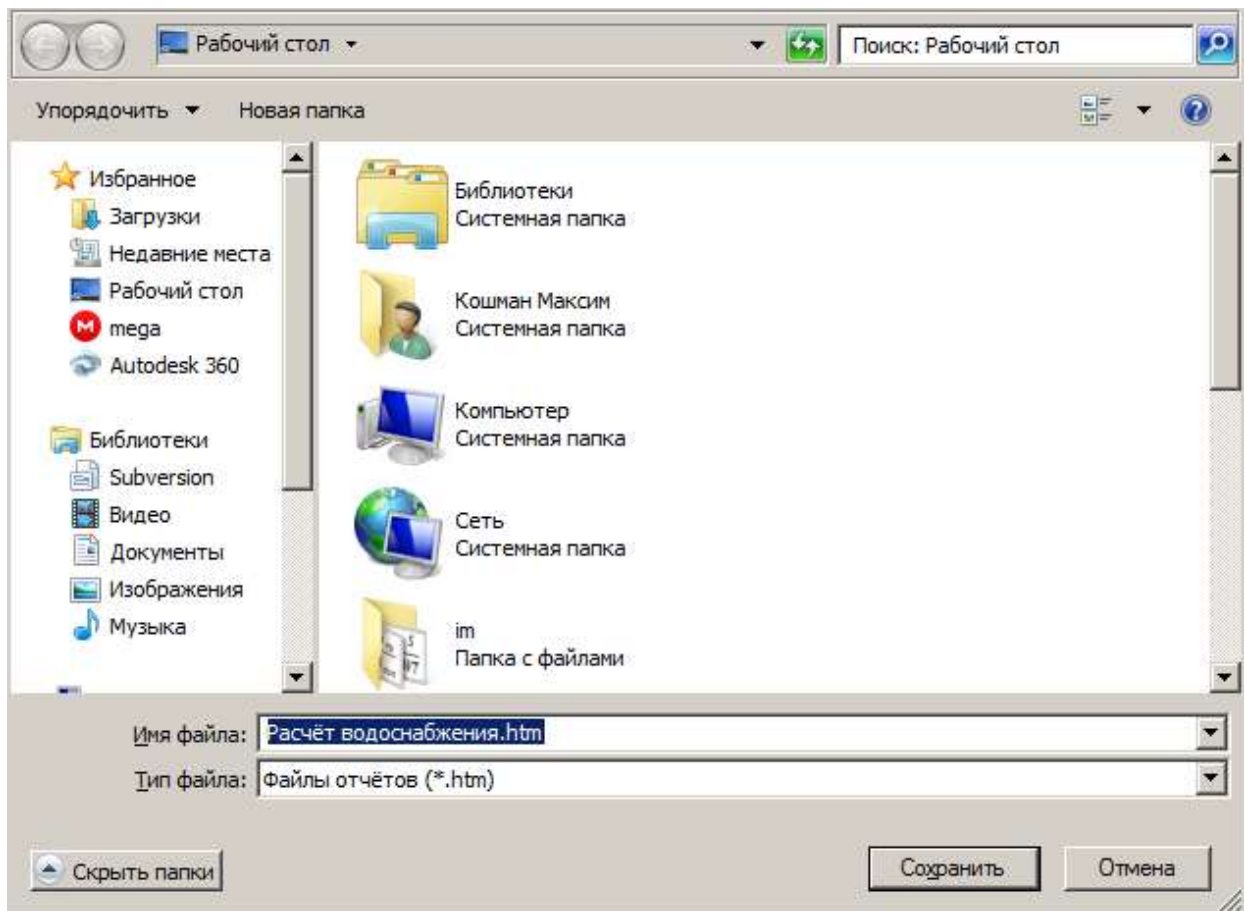 Рабочий стол
Поиск: Рабочий стол
Упорядочить
Новая папка
Избранное
Загрузки
Недавние места
Рабочий стол
mega
Autodesk 360
Библиотеки
Subversion
Видео
Документы
Изображения
Музыка
Библиотеки
Системная папка
Кошман Максим
Системная папка
Компьютер
Системная папка
Сеть
Системная папка
im
Папка с файлами
Имя файла: Расчёт водоснабжения.htm
Тип файла: Файлы отчётов (*.htm)
Скрыть папки
Сохранить
Отмена